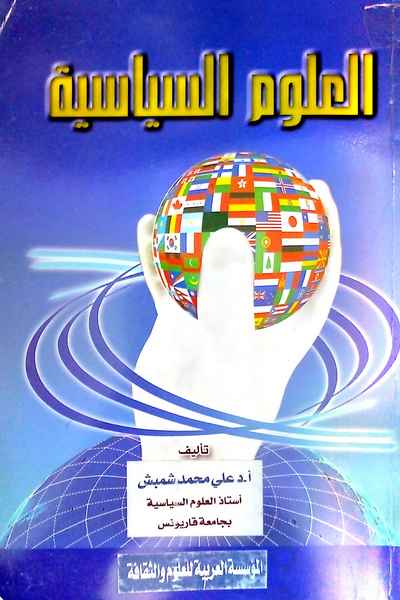 العلوم السياسية
تأليف
أ.د علي محمد شمبش
أستاذ العلوم السياسية
بجامعة قاريونس
المؤسسة العربية للعلوم والثقافة